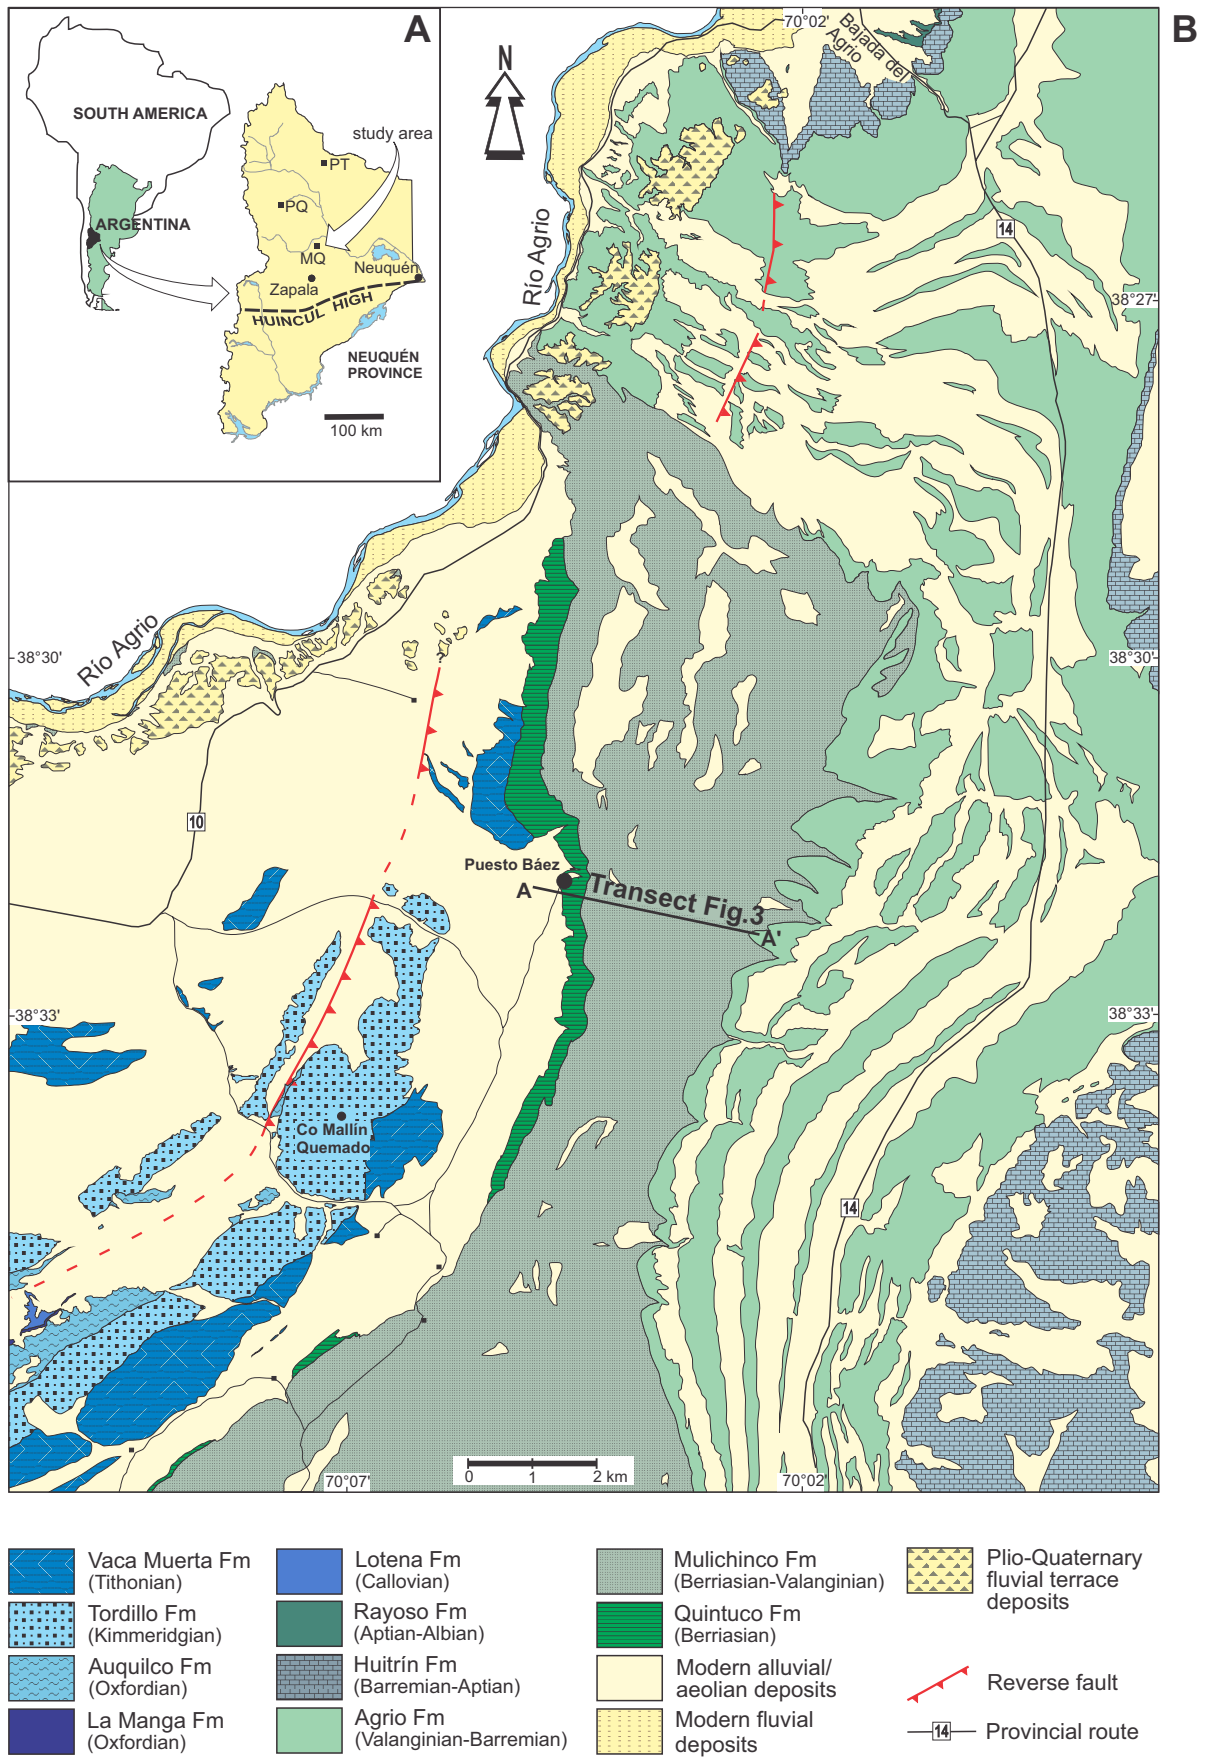 A
SOUTH AMERICA
ARGENTINA
study area
PT
PQ
MQ
Neuquén
Zapala
HUINCUL HIGH
NEUQUÉN
PROVINCE
100 km
B
N
70°02'
Bajada del
Agrio
Río Agrio
14
38°27'
Río Agrio
38°30'
38°30'
10
Puesto Báez
A
Transect Fig.3
A'
38°33'
38°33'
Co Mallín
Quemado
14
70°07'
0 1 2 km
70°02'
Vaca Muerta Fm
(Tithonian)
Tordillo Fm
(Kimmeridgian)
Auquilco Fm
(Oxfordian)
La Manga Fm
(Oxfordian)
Lotena Fm
(Callovian)
Rayoso Fm
(Aptian-Albian)
Huitrín Fm
(Barremian-Aptian)
Agrio Fm
(Valanginian-Barremian)
Mulichinco Fm
(Berriasian-Valanginian)
Quintuco Fm
(Berriasian)
Modern alluvial/
aeolian deposits
Modern fluvial
deposits
Plio-Quaternary
fluvial terrace
deposits
Reverse fault
14 Provincial route